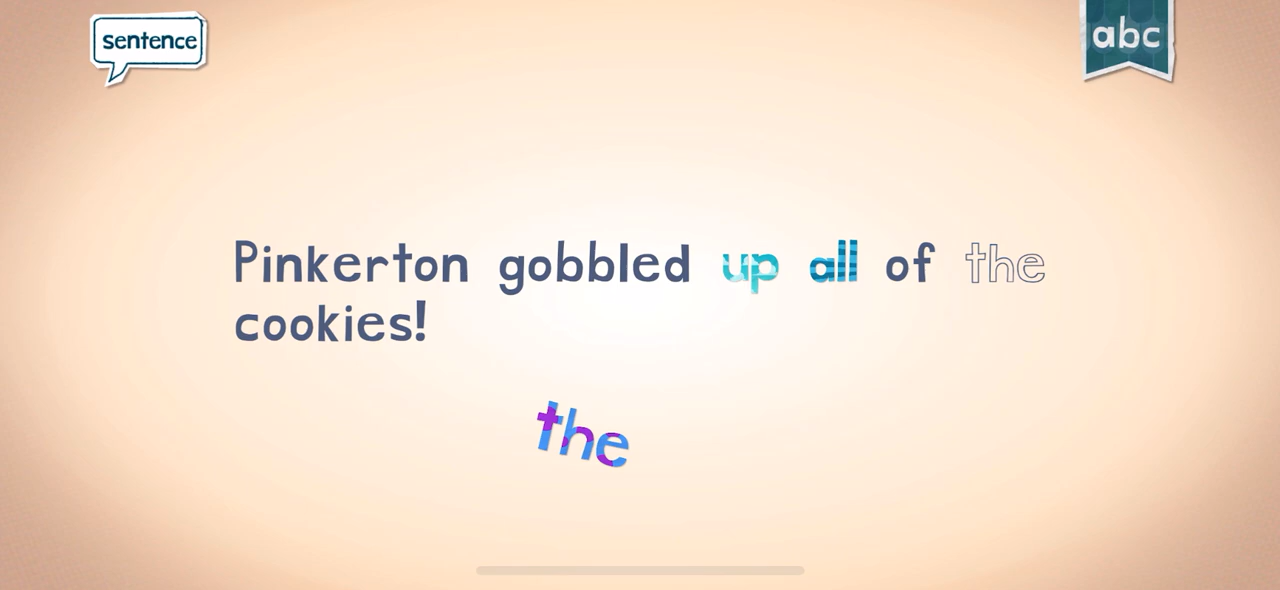 sentence
abc
Pinkerton gobbled up all of the
cookies!
the